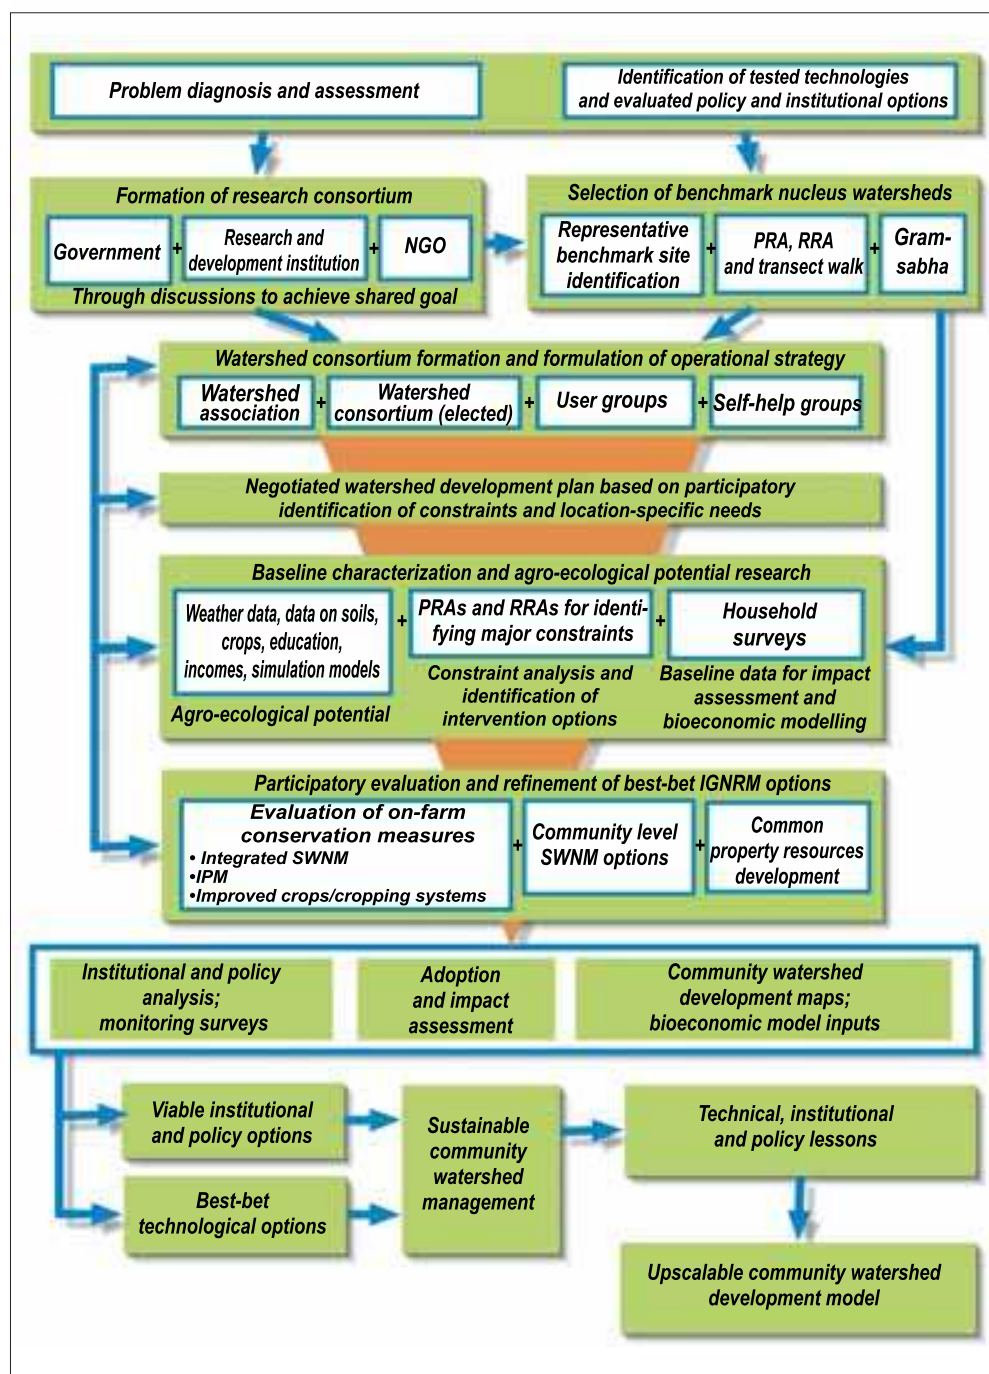 Problem diagnosis and assessment
Identification of tested technologies
and evaluated policy and institutional options
Formation of research consortium
Government
+
Research and
development institution
+
NGO
Through discussions to achieve shared goal
Selection of benchmark nucleus watersheds
Representative
benchmark site
identification
+
PRA, RRA
and transect walk
+
Gram-
sabha
Watershed consortium formation and formulation of operational strategy
Watershed
association
+
Watershed
consortium (elected)
+
User groups
+
Self-help groups
Negotiated watershed development plan based on participatory
identification of constraints and location-specific needs
Baseline characterization and agro-ecological potential research
Weather data, data on soils,
crops, education,
incomes, simulation models
+
PRAs and RRAs for identi-
fying major constraints
+
Household
surveys
Agro-ecological potential
Constraint analysis and
identification of
intervention options
Baseline data for impact
assessment and
bioeconomic modelling
Participatory evaluation and refinement of best-bet IGNRM options
Evaluation of on-farm
conservation measures
• Integrated SWNM
•IPM
•Improved crops/cropping systems
+
Community level
SWNM options
+
Common
property resources
development
Institutional and policy
analysis;
monitoring surveys
Adoption
and impact
assessment
Community watershed
development maps;
bioeconomic model inputs
Viable institutional
and policy options
Best-bet
technological options
Sustainable
community
watershed
management
Technical, institutional
and policy lessons
Upscalable community watershed
development model